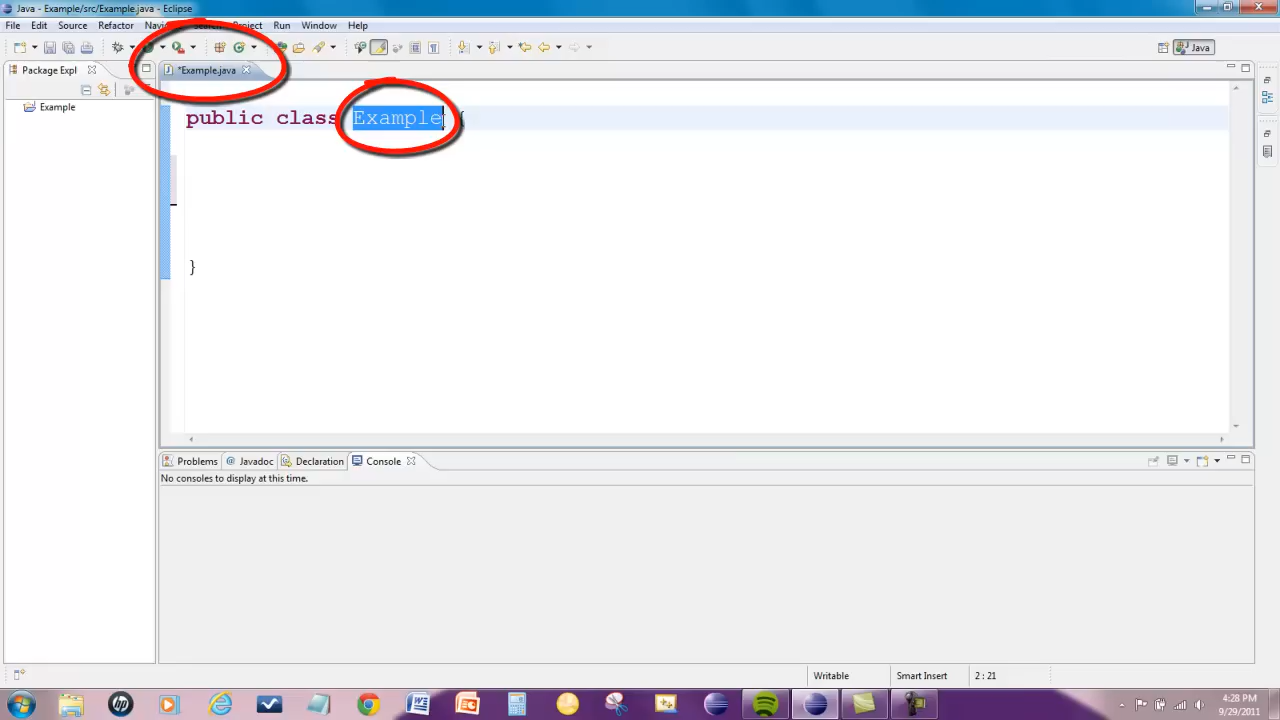 Java - Example/src/Example.java - Eclipse
File Edit Source Refactor Search Project Run Window Help
Java
Package Expl
*Example.java
Example
public class Example {
}
Problems @ Javadoc Declaration Console
No consoles to display at this time.
Writable Smart Insert 2 : 21
4:28 PM
9/29/2011